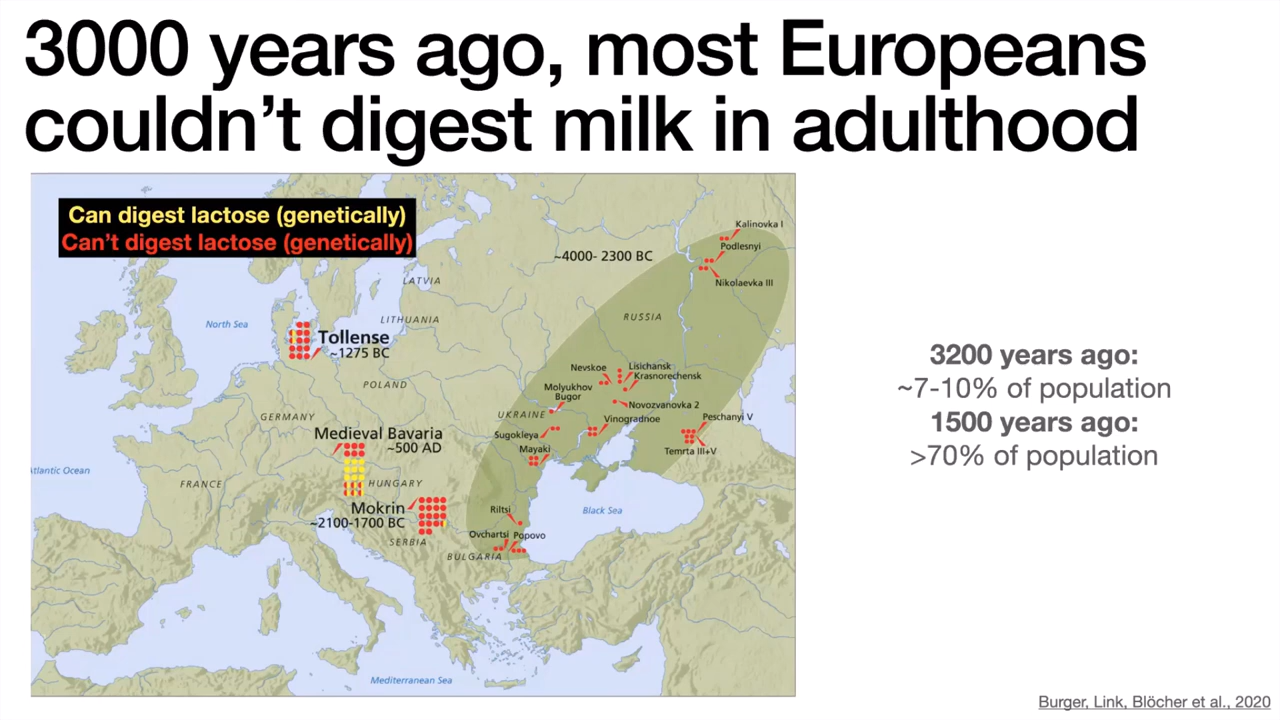 3000 years ago, most Europeans
couldn't digest milk in adulthood
Can digest lactose (genetically)
Can't digest lactose (genetically)
Kalinovka I
Podlesnyi
~4000- 2300 BC
LATVIA
Nikolaevka III
LITHUANIA
RUSSIA
North Sea
Tollense
~1275 BC
Nevskoe
Lisichansk
Krasnorechensk
POLAND
Molyukhov
Bugor
Novozvanovka 2
GERMANY
UKRAINE
Vinogradnoe
Peschanyi V
Medieval Bavaria
~500 AD
Sugokleya
Mayaki
Temrta III+V
Atlantic Ocean
FRANCE
HUNGARY
Mokrin
~2100-1700 BC
Riltsi
Black Sea
SERBIA
Ovchartsi
Popovo
BULGARIA
Mediterranean Sea
3200 years ago:
~7-10% of population
1500 years ago:
>70% of population
Burger, Link, Blöcher et al., 2020